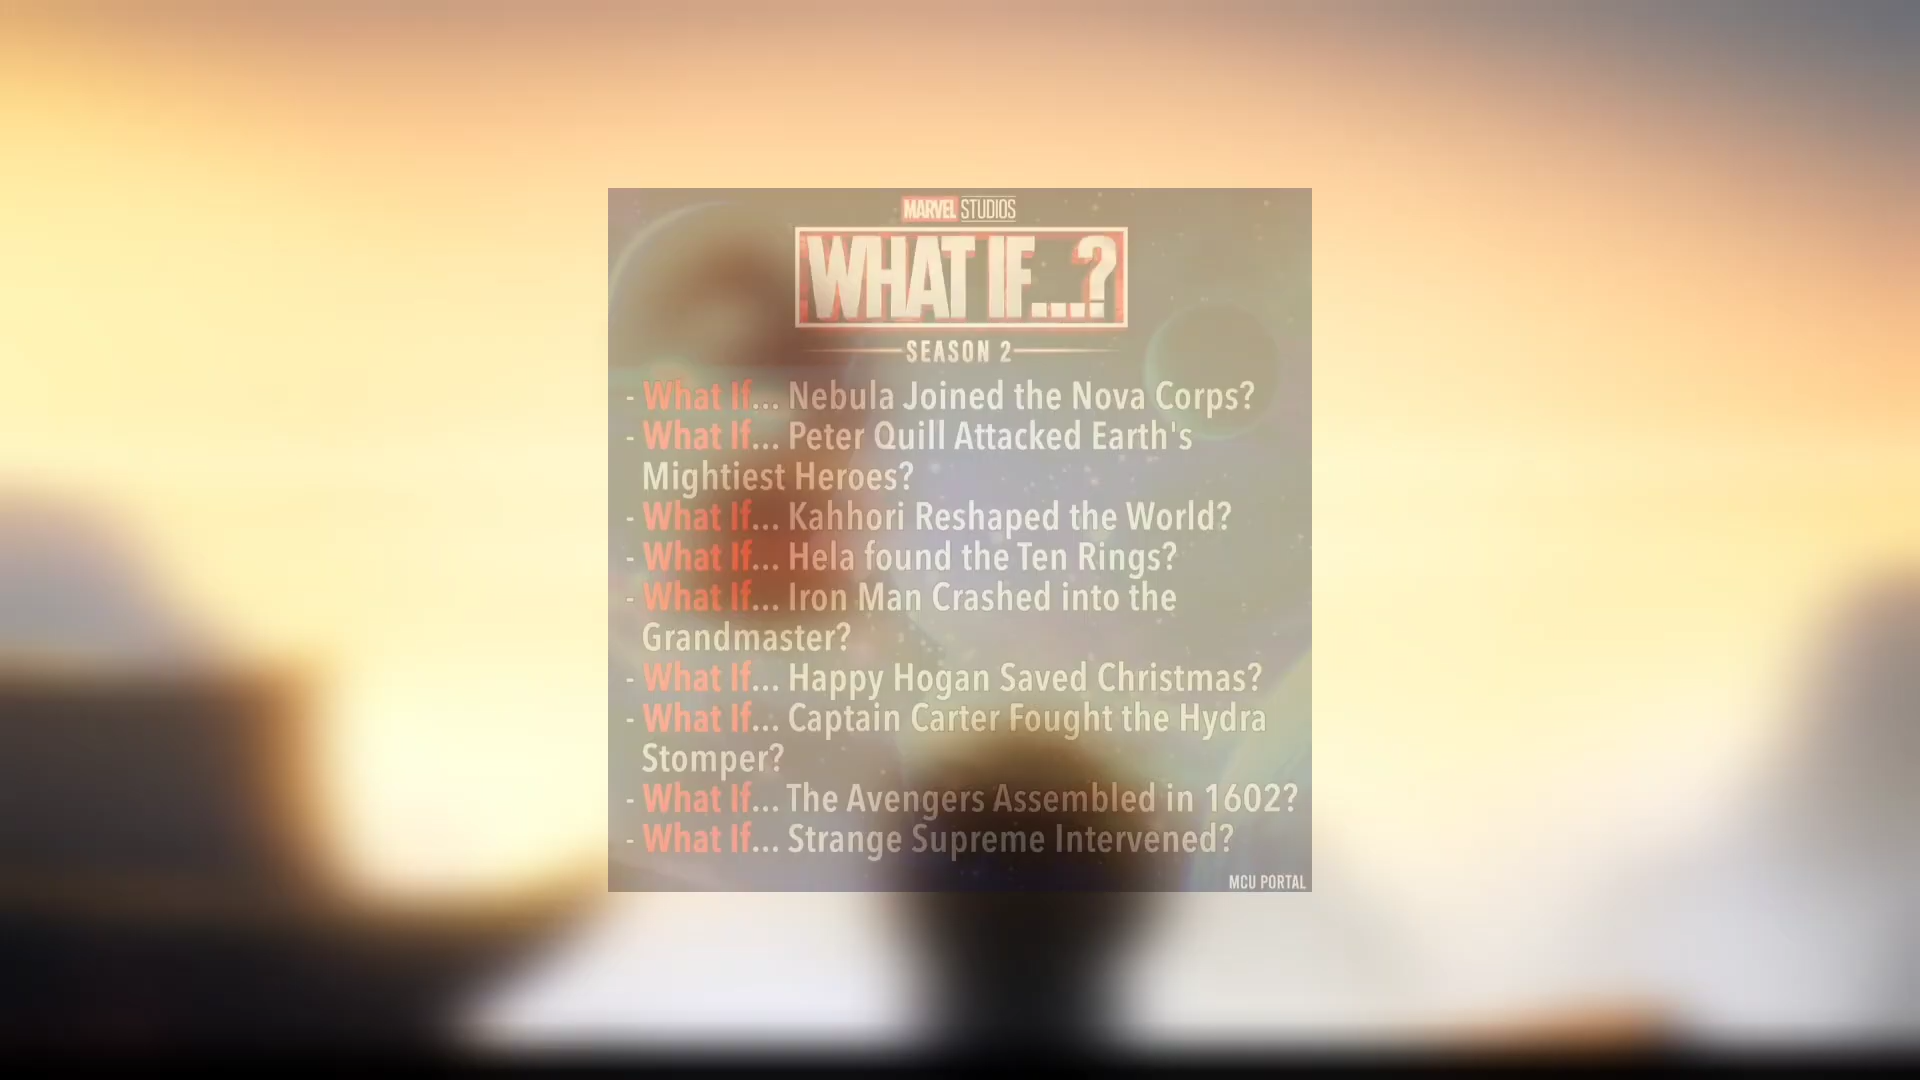 MARVEL STUDIOS
WHAT IF...?
SEASON 2
- What If... Nebula Joined the Nova Corps?
- What If... Peter Quill Attacked Earth's
Mightiest Heroes?
- What If... Kahhori Reshaped the World?
- What If... Hela found the Ten Rings?
- What If... Iron Man Crashed into the
Grandmaster?
- What If... Happy Hogan Saved Christmas?
- What If... Captain Carter Fought the Hydra
Stomper?
- What If... The Avengers Assembled in 1602?
- What If... Strange Supreme Intervened?
MCU PORTAL